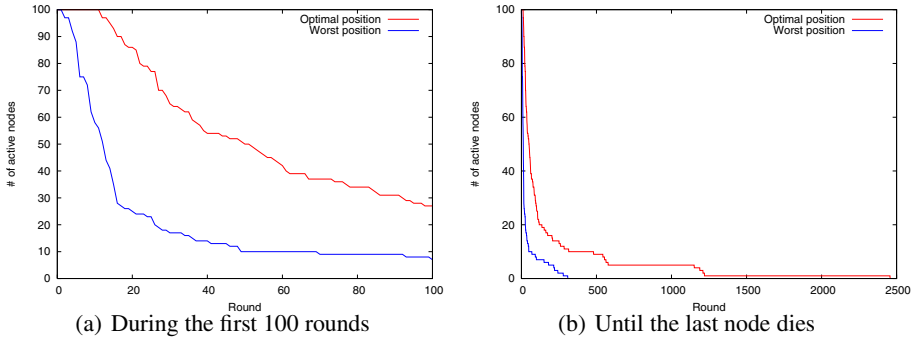 100
90
80
70
60
50
40
30
20
10
0
# of active nodes
0 20 40 60 80 100
Round
Optimal position
Worst position
(a) During the first 100 rounds
100
80
60
40
20
0
# of active nodes
0 500 1000 1500 2000 2500
Round
Optimal position
Worst position
(b) Until the last node dies